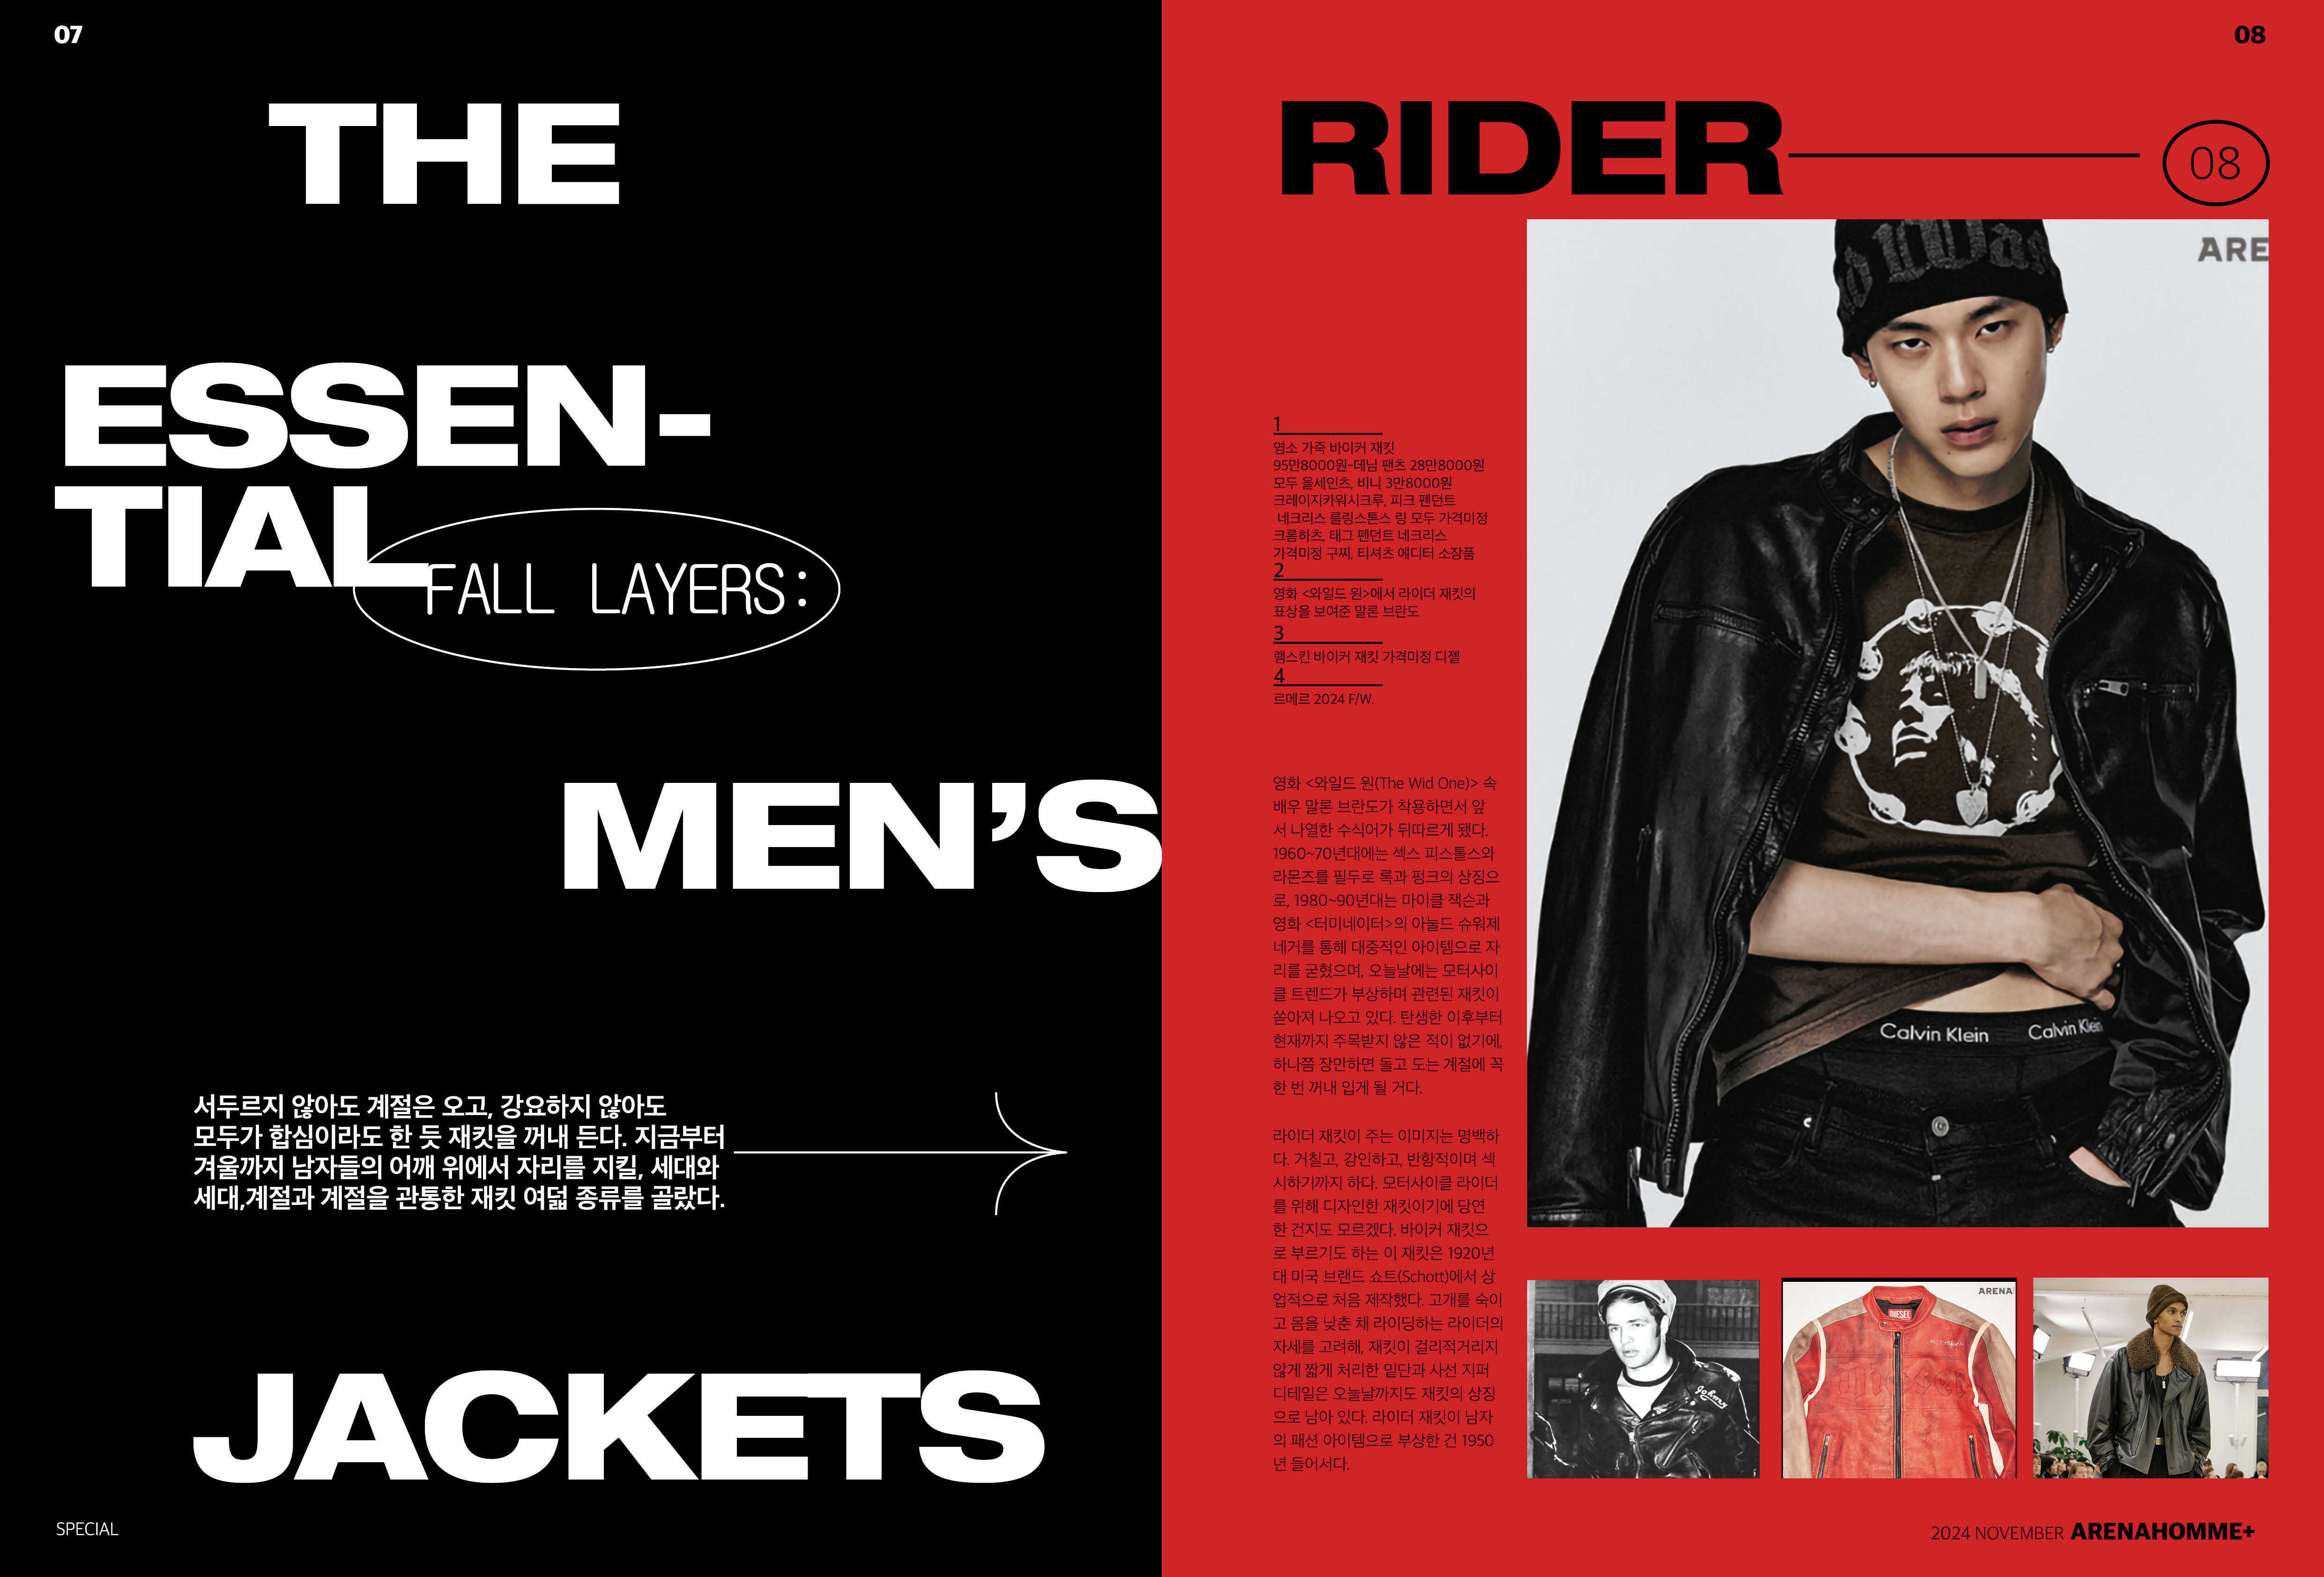 07
THE
ESSEN-
TIAL
FALL LAYERS:
MEN'S
서두르지 않아도 계절은 오고, 강요하지 않아도
모두가 합심이라도 한 듯 재킷을 꺼내 든다. 지금부터
겨울까지 남자들의 어깨 위에서 자리를 지킬, 세대와
세대,계절과 계절을 관통한 재킷 여덟 종류를 골랐다.
JACKETS
SPECIAL
08
RIDER
08
ARE
1
염소 가죽 바이커 재킷
95만8000원-데님 팬츠 28만8000원
모두 올세인츠, 비니 3만8000원
크레이지카워시크루, 피크 펜던트
네크리스 롤링스톤스 링 모두 가격미정
크롬하츠, 태그 펜던트 네크리스
가격미정 구찌, 티셔츠 에디터 소장품
2
영화 <와일드 원>에서 라이더 재킷의
표상을 보여준 말론 브란도
3
램스킨 바이커 재킷 가격미정 디젤
4
르메르 2024 F/W.
영화 <와일드 원(The Wid One)> 속
배우 말론 브란도가 착용하면서 앞
서 나열한 수식어가 뒤따르게 됐다.
1960~70년대에는 섹스 피스톨스와
라몬즈를 필두로 록과 펑크의 상징으
로, 1980~90년대는 마이클 잭슨과
영화 <터미네이터>의 아눌드 슈워제
네거를 통해 대중적인 아이템으로 자
리를 굳혔으며, 오늘날에는 모터사이
클 트렌드가 부상하며 관련된 재킷이
쏟아져 나오고 있다. 탄생한 이후부터
현재까지 주목받지 않은 적이 없기에,
하나쯤 장만하면 돌고 도는 계절에 꼭
한 번 꺼내 입게 될 거다.
라이더 재킷이 주는 이미지는 명백하
다. 거칠고, 강인하고, 반항적이며 섹
시하기까지 하다. 모터사이클 라이더
를 위해 디자인한 재킷이기에 당연
한 건지도 모르겠다. 바이커 재킷으
로 부르기도 하는 이 재킷은 1920년
대 미국 브랜드 쇼트(Schott)에서 상
업적으로 처음 제작했다. 고개를 숙이
고 몸을 낮춘 채 라이딩하는 라이더의
자세를 고려해, 재킷이 걸리적거리지
않게 짧게 처리한 밑단과 사선 지퍼
디테일은 오늘날까지도 재킷의 상징
으로 남아 있다. 라이더 재킷이 남자
의 패션 아이템으로 부상한 건 1950
년 들어서다.
Calvin Klein Calvin Klein
Johnny
ARENA
DIESEL
2024 NOVEMBER ARENAHOMME+